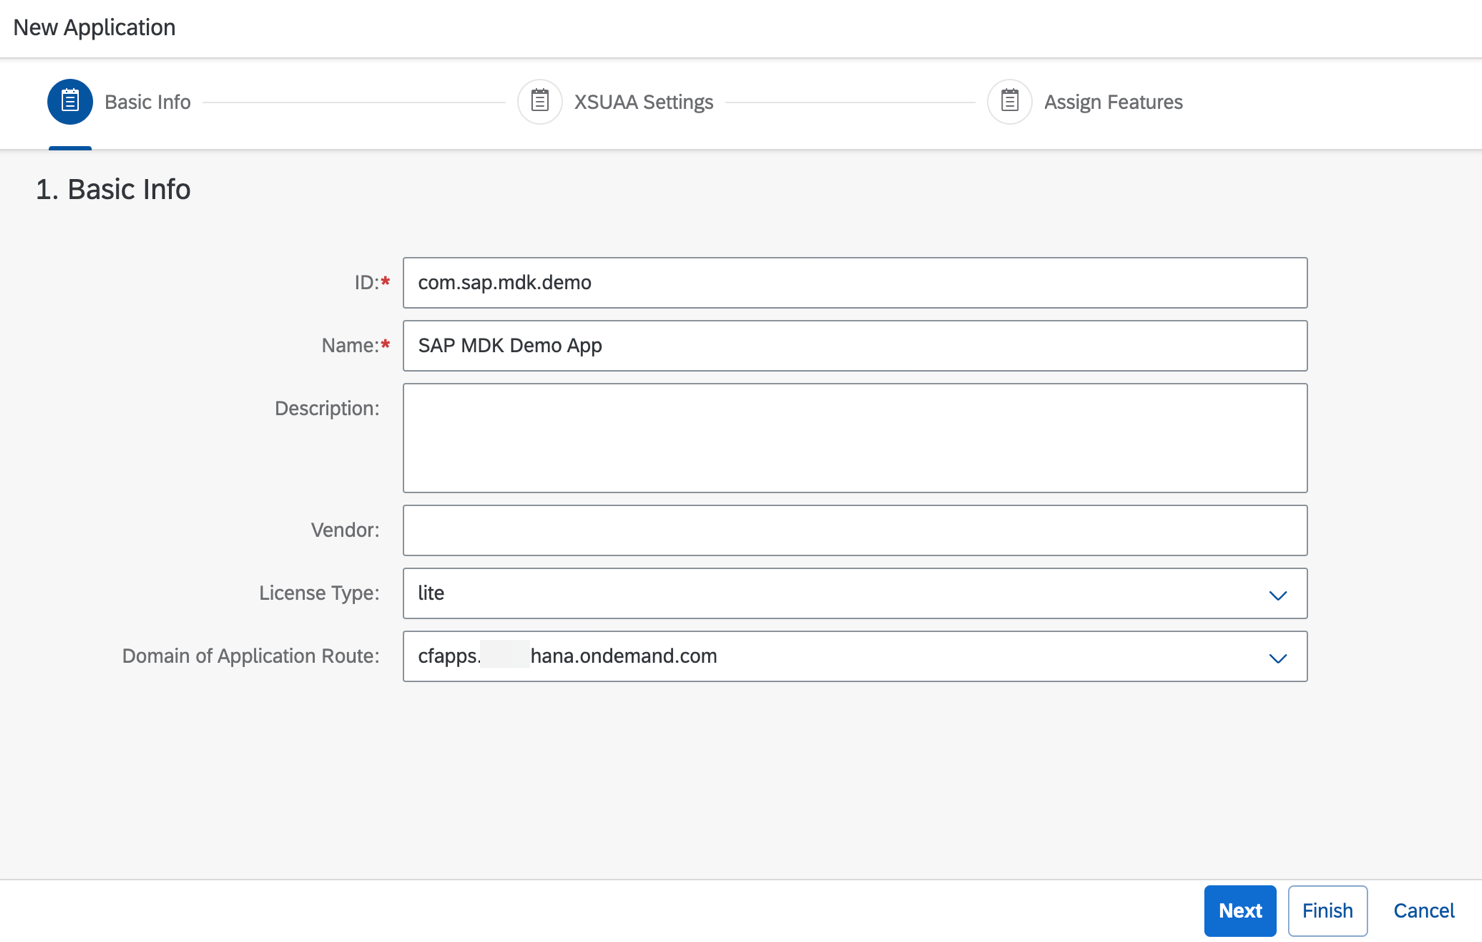 New Application
Basic Info
XSUAA Settings
Assign Features
1. Basic Info
ID:* com.sap.mdk.demo
Name:* SAP MDK Demo App
Description:
Vendor:
License Type: lite
Domain of Application Route: cfapps. hana.ondemand.com
Next Finish Cancel